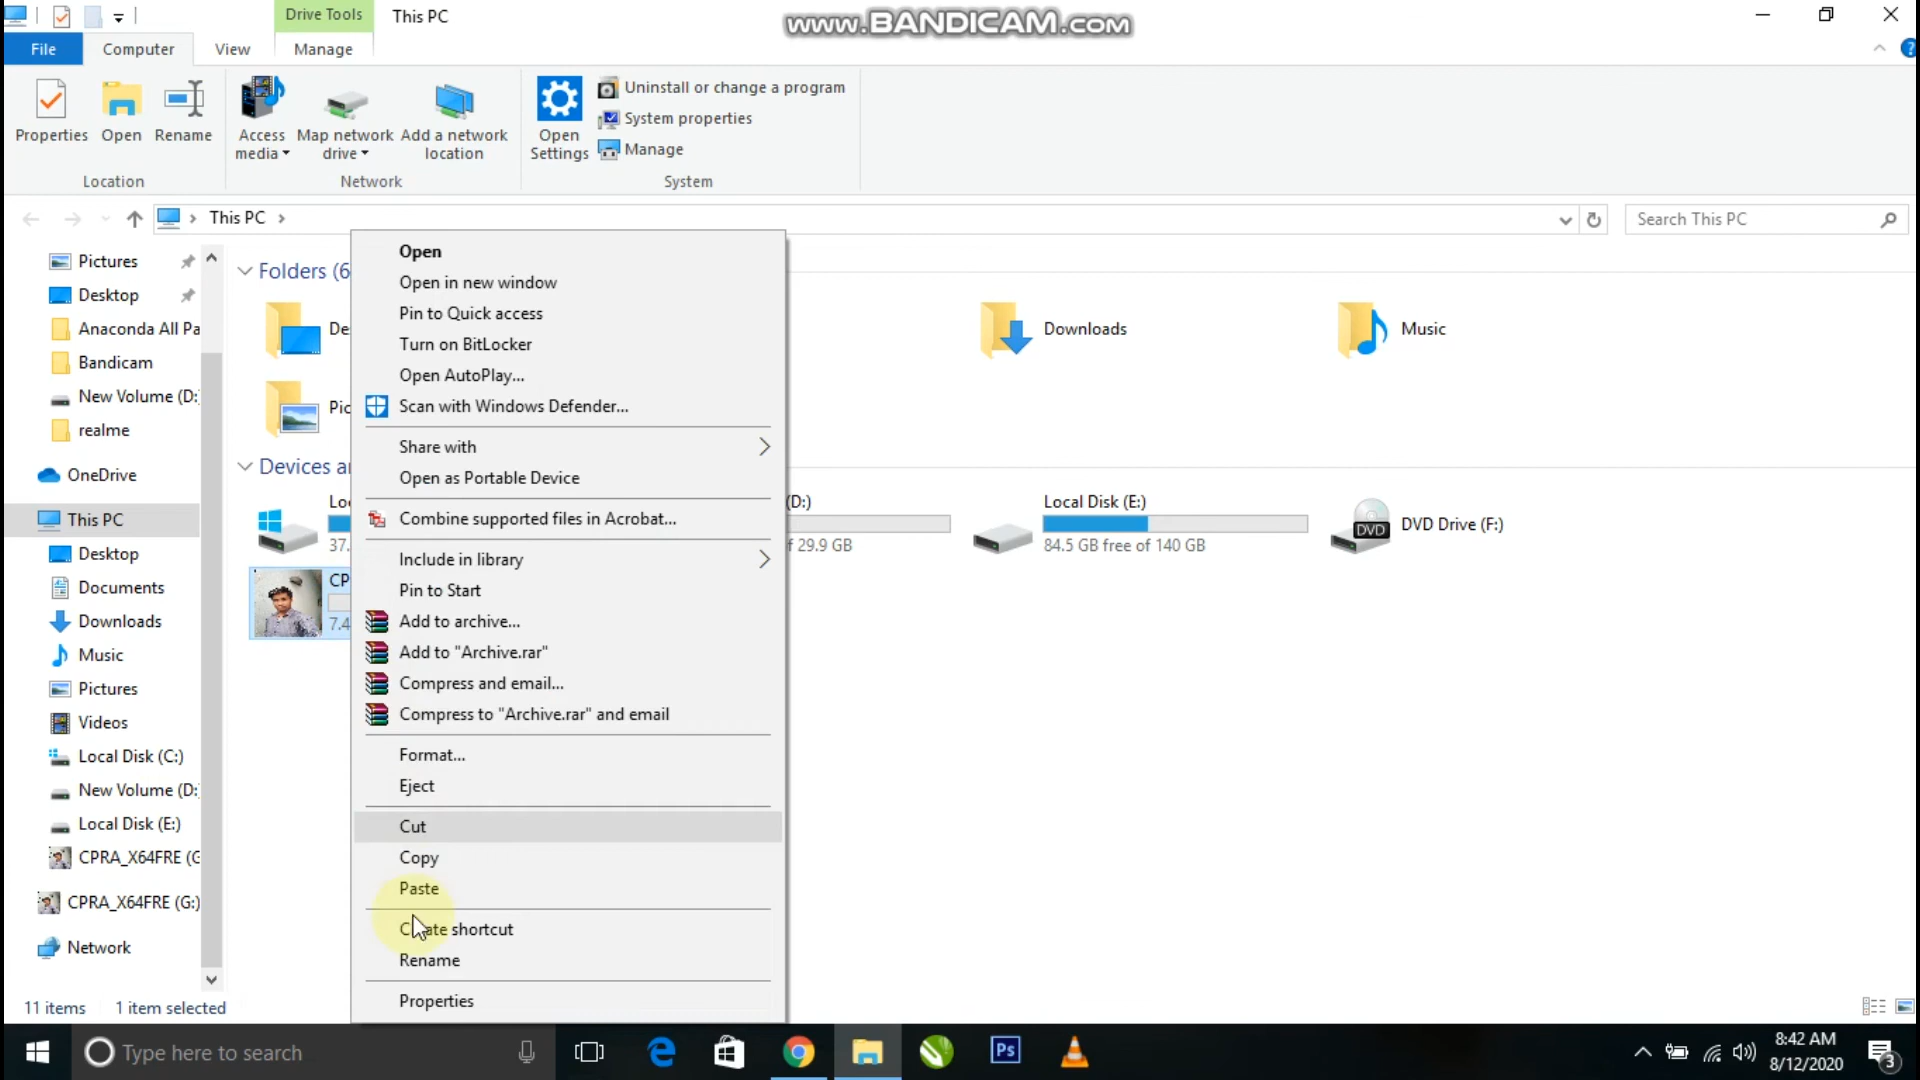 Drive Tools
This PC
www.BANDICAM.com
File
Computer
View
Manage
Properties
Open
Rename
Access media
Map network drive
Add a network location
Open Settings
Uninstall or change a program
System properties
Manage
Location
Network
System
This PC
Search This PC
Pictures
Desktop
Anaconda All Pa
Bandicam
New Volume (D:
realme
OneDrive
This PC
Desktop
Documents
Downloads
Music
Pictures
Videos
Local Disk (C:)
New Volume (D:
Local Disk (E:)
CPRA_X64FRE (G
CPRA_X64FRE (G:)
Network
Folders (6
De
Downloads
Music
Pic
Devices a
Lo
37.
(D:)
f 29.9 GB
Local Disk (E:)
84.5 GB free of 140 GB
DVD
DVD Drive (F:)
CP
7.4
Open
Open in new window
Pin to Quick access
Turn on BitLocker
Open AutoPlay...
Scan with Windows Defender...
Share with
Open as Portable Device
Combine supported files in Acrobat...
Include in library
Pin to Start
Add to archive...
Add to "Archive.rar"
Compress and email...
Compress to "Archive.rar" and email
Format...
Eject
Cut
Copy
Paste
Create shortcut
Rename
Properties
11 items
1 item selected
Type here to search
Ps
8:42 AM
8/12/2020
3